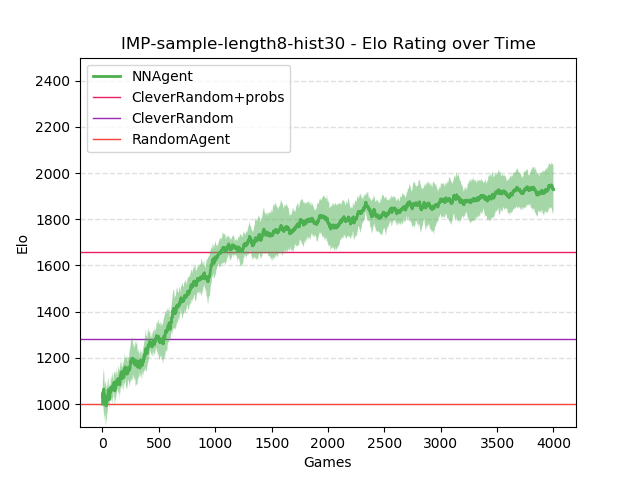 IMP-sample-length8-hist30 - Elo Rating over Time
NNAgent
CleverRandom+probs
CleverRandom
RandomAgent
2400
2200
2000
1800
1600
1400
1200
1000
Elo
0 500 1000 1500 2000 2500 3000 3500 4000
Games